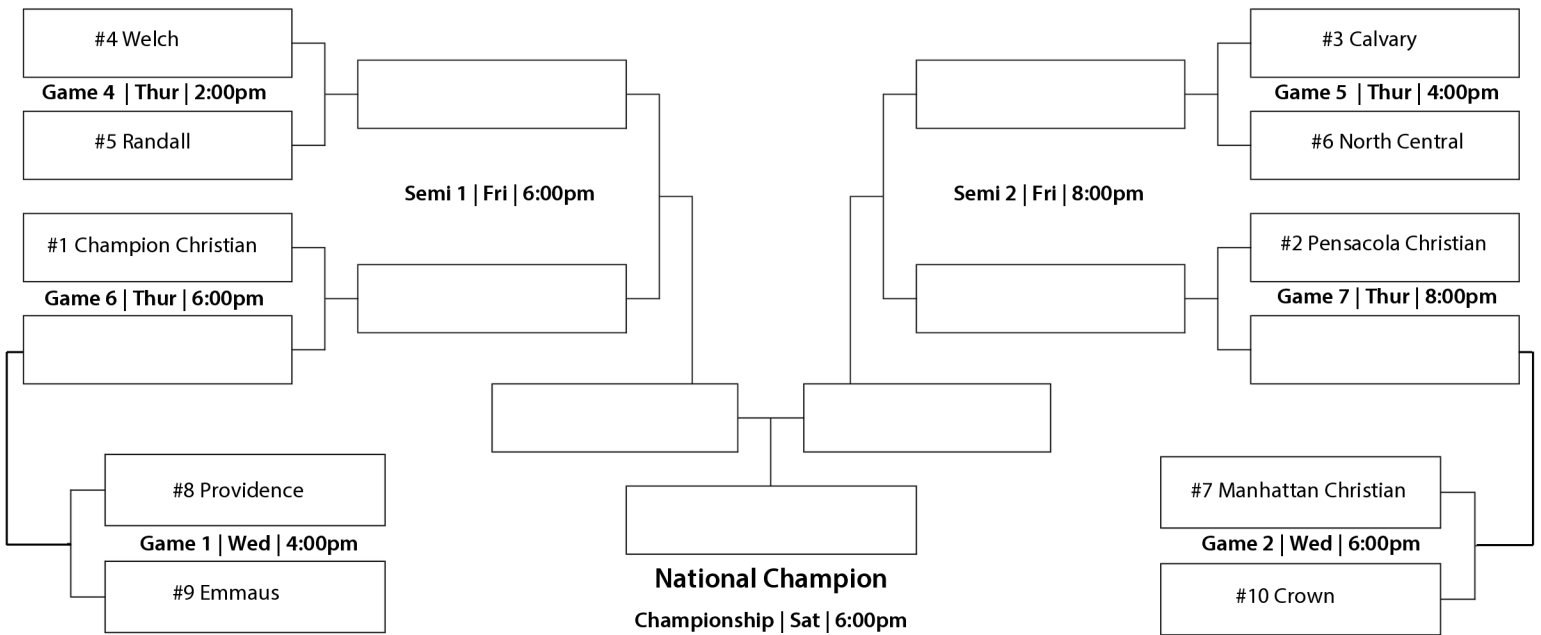 #4 Welch
Game 4 | Thur | 2:00pm
#5 Randall
#1 Champion Christian
Game 6 | Thur | 6:00pm
#8 Providence
Game 1 | Wed | 4:00pm
#9 Emmaus
Semi 1 | Fri | 6:00pm
Semi 2 | Fri | 8:00pm
National Champion
Championship | Sat | 6:00pm
#3 Calvary
Game 5 | Thur | 4:00pm
#6 North Central
#2 Pensacola Christian
Game 7 | Thur | 8:00pm
#7 Manhattan Christian
Game 2 | Wed | 6:00pm
#10 Crown